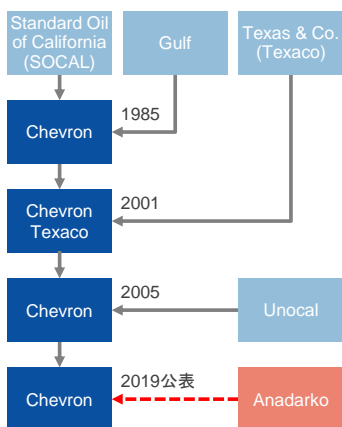 Standard Oil
of California
(SOCAL)
Gulf
Texas & Co.
(Texaco)
1985
Chevron
2001
Chevron
Texaco
2005
Chevron
Unocal
2019公表
Chevron
Anadarko